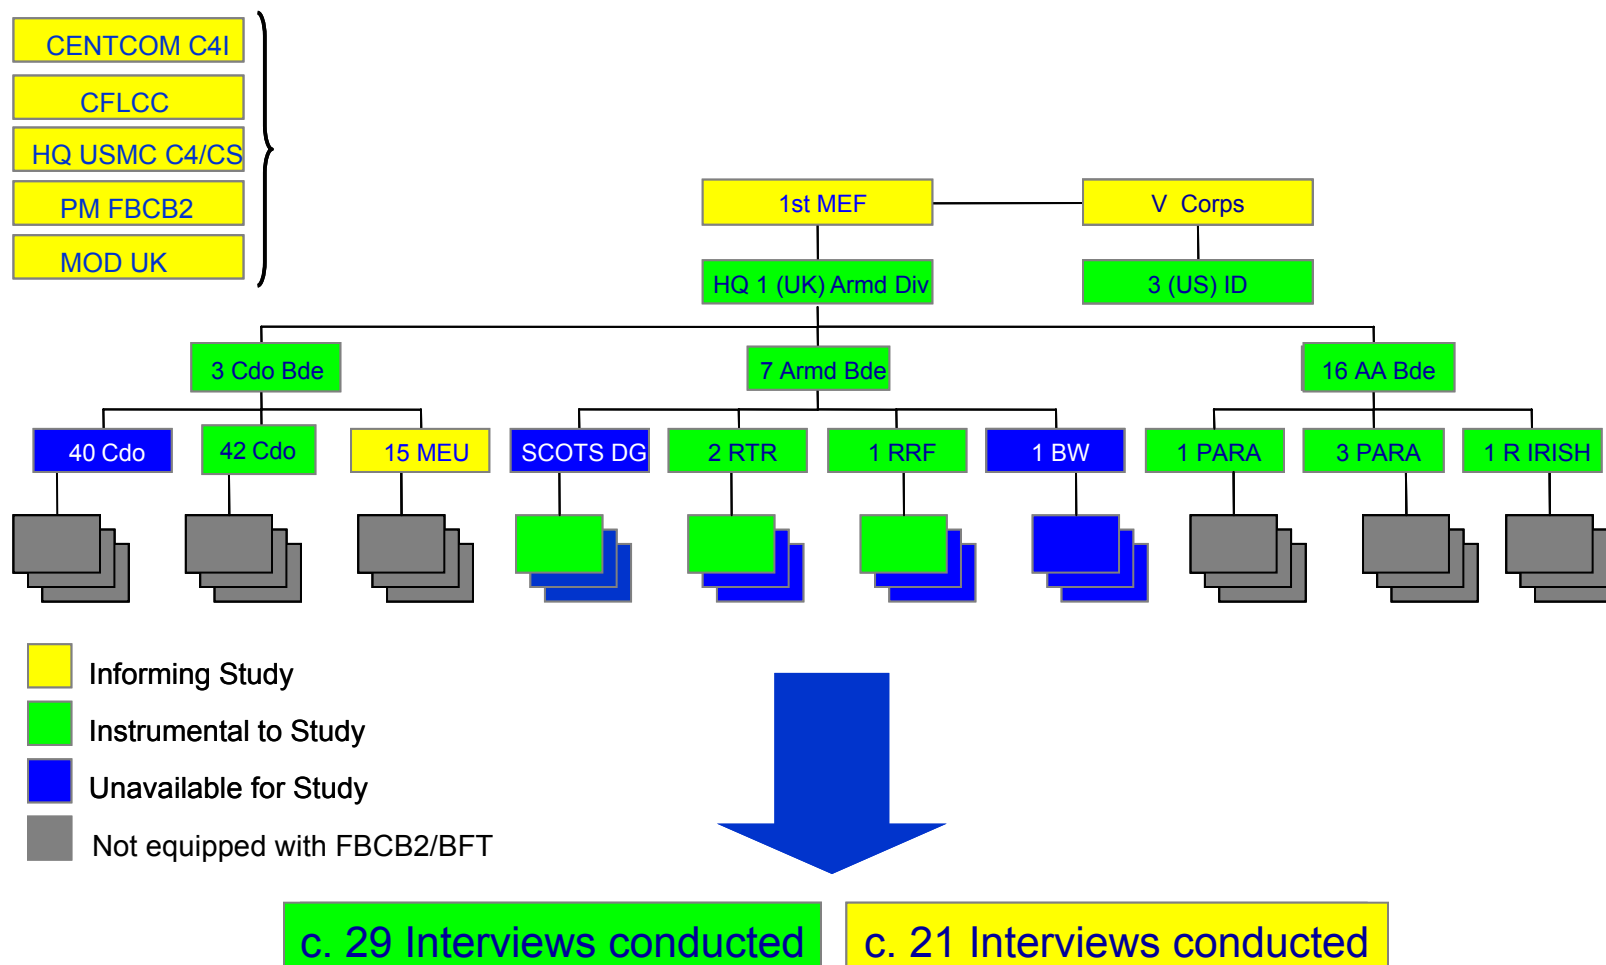 CENTCOM C4I
CFLCC
HQ USMC C4/CS
PM FBCB2
MOD UK
1st MEF
V Corps
HQ 1 (UK) Armd Div
3 (US) ID
3 Cdo Bde
7 Armd Bde
16 AA Bde
40 Cdo
42 Cdo
15 MEU
SCOTS DG
2 RTR
1 RRF
1 BW
1 PARA
3 PARA
1 R IRISH
Informing Study
Instrumental to Study
Unavailable for Study
Not equipped with FBCB2/BFT
c. 29 Interviews conducted
c. 21 Interviews conducted